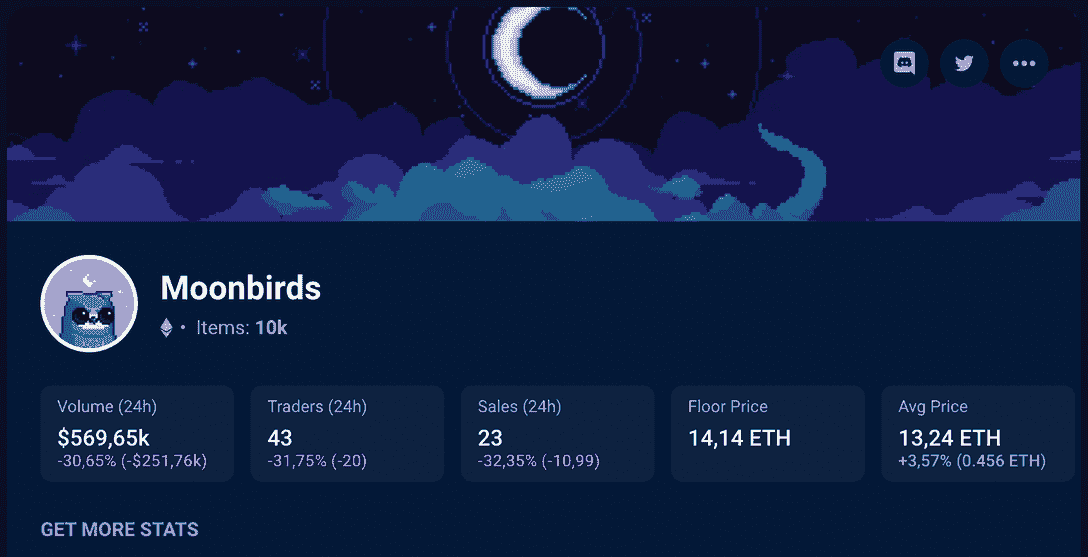 Moonbirds
Items: 10k
Volume (24h)
$569,65k
-30,65% (-$251,76k)
Traders (24h)
43
-31,75% (-20)
Sales (24h)
23
-32,35% (-10,99)
Floor Price
14,14 ETH
Avg Price
13,24 ETH
+3,57% (0.456 ETH)
GET MORE STATS